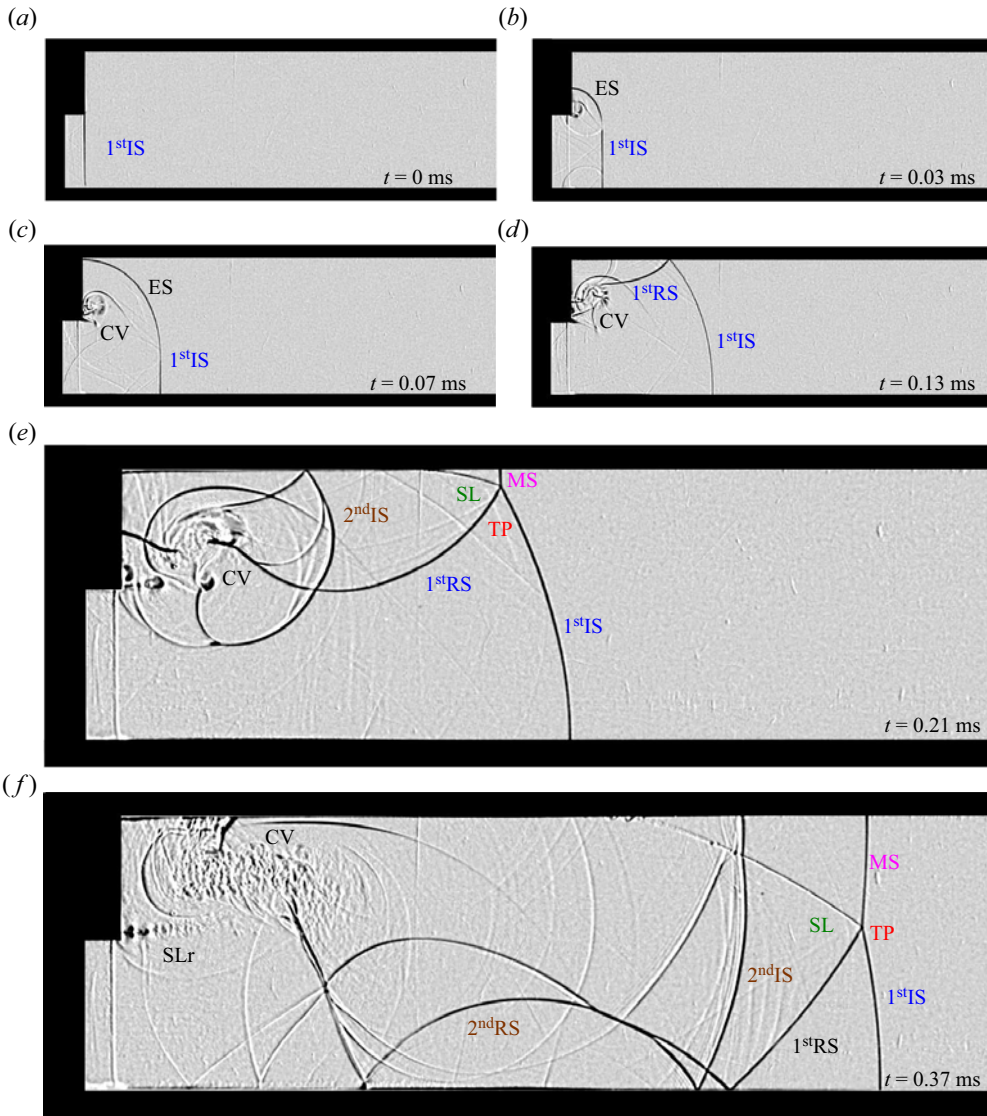 (a)
1stIS
t = 0 ms
(b)
ES
1stIS
t = 0.03 ms
(c)
ES
CV
1stIS
t = 0.07 ms
(d)
1stRS
CV
1stIS
t = 0.13 ms
(e)
MS
SL
2ndIS
TP
CV
1stRS
1stIS
t = 0.21 ms
(f)
CV
MS
SL
TP
SLr
2ndIS
1stIS
2ndRS
1stRS
t = 0.37 ms